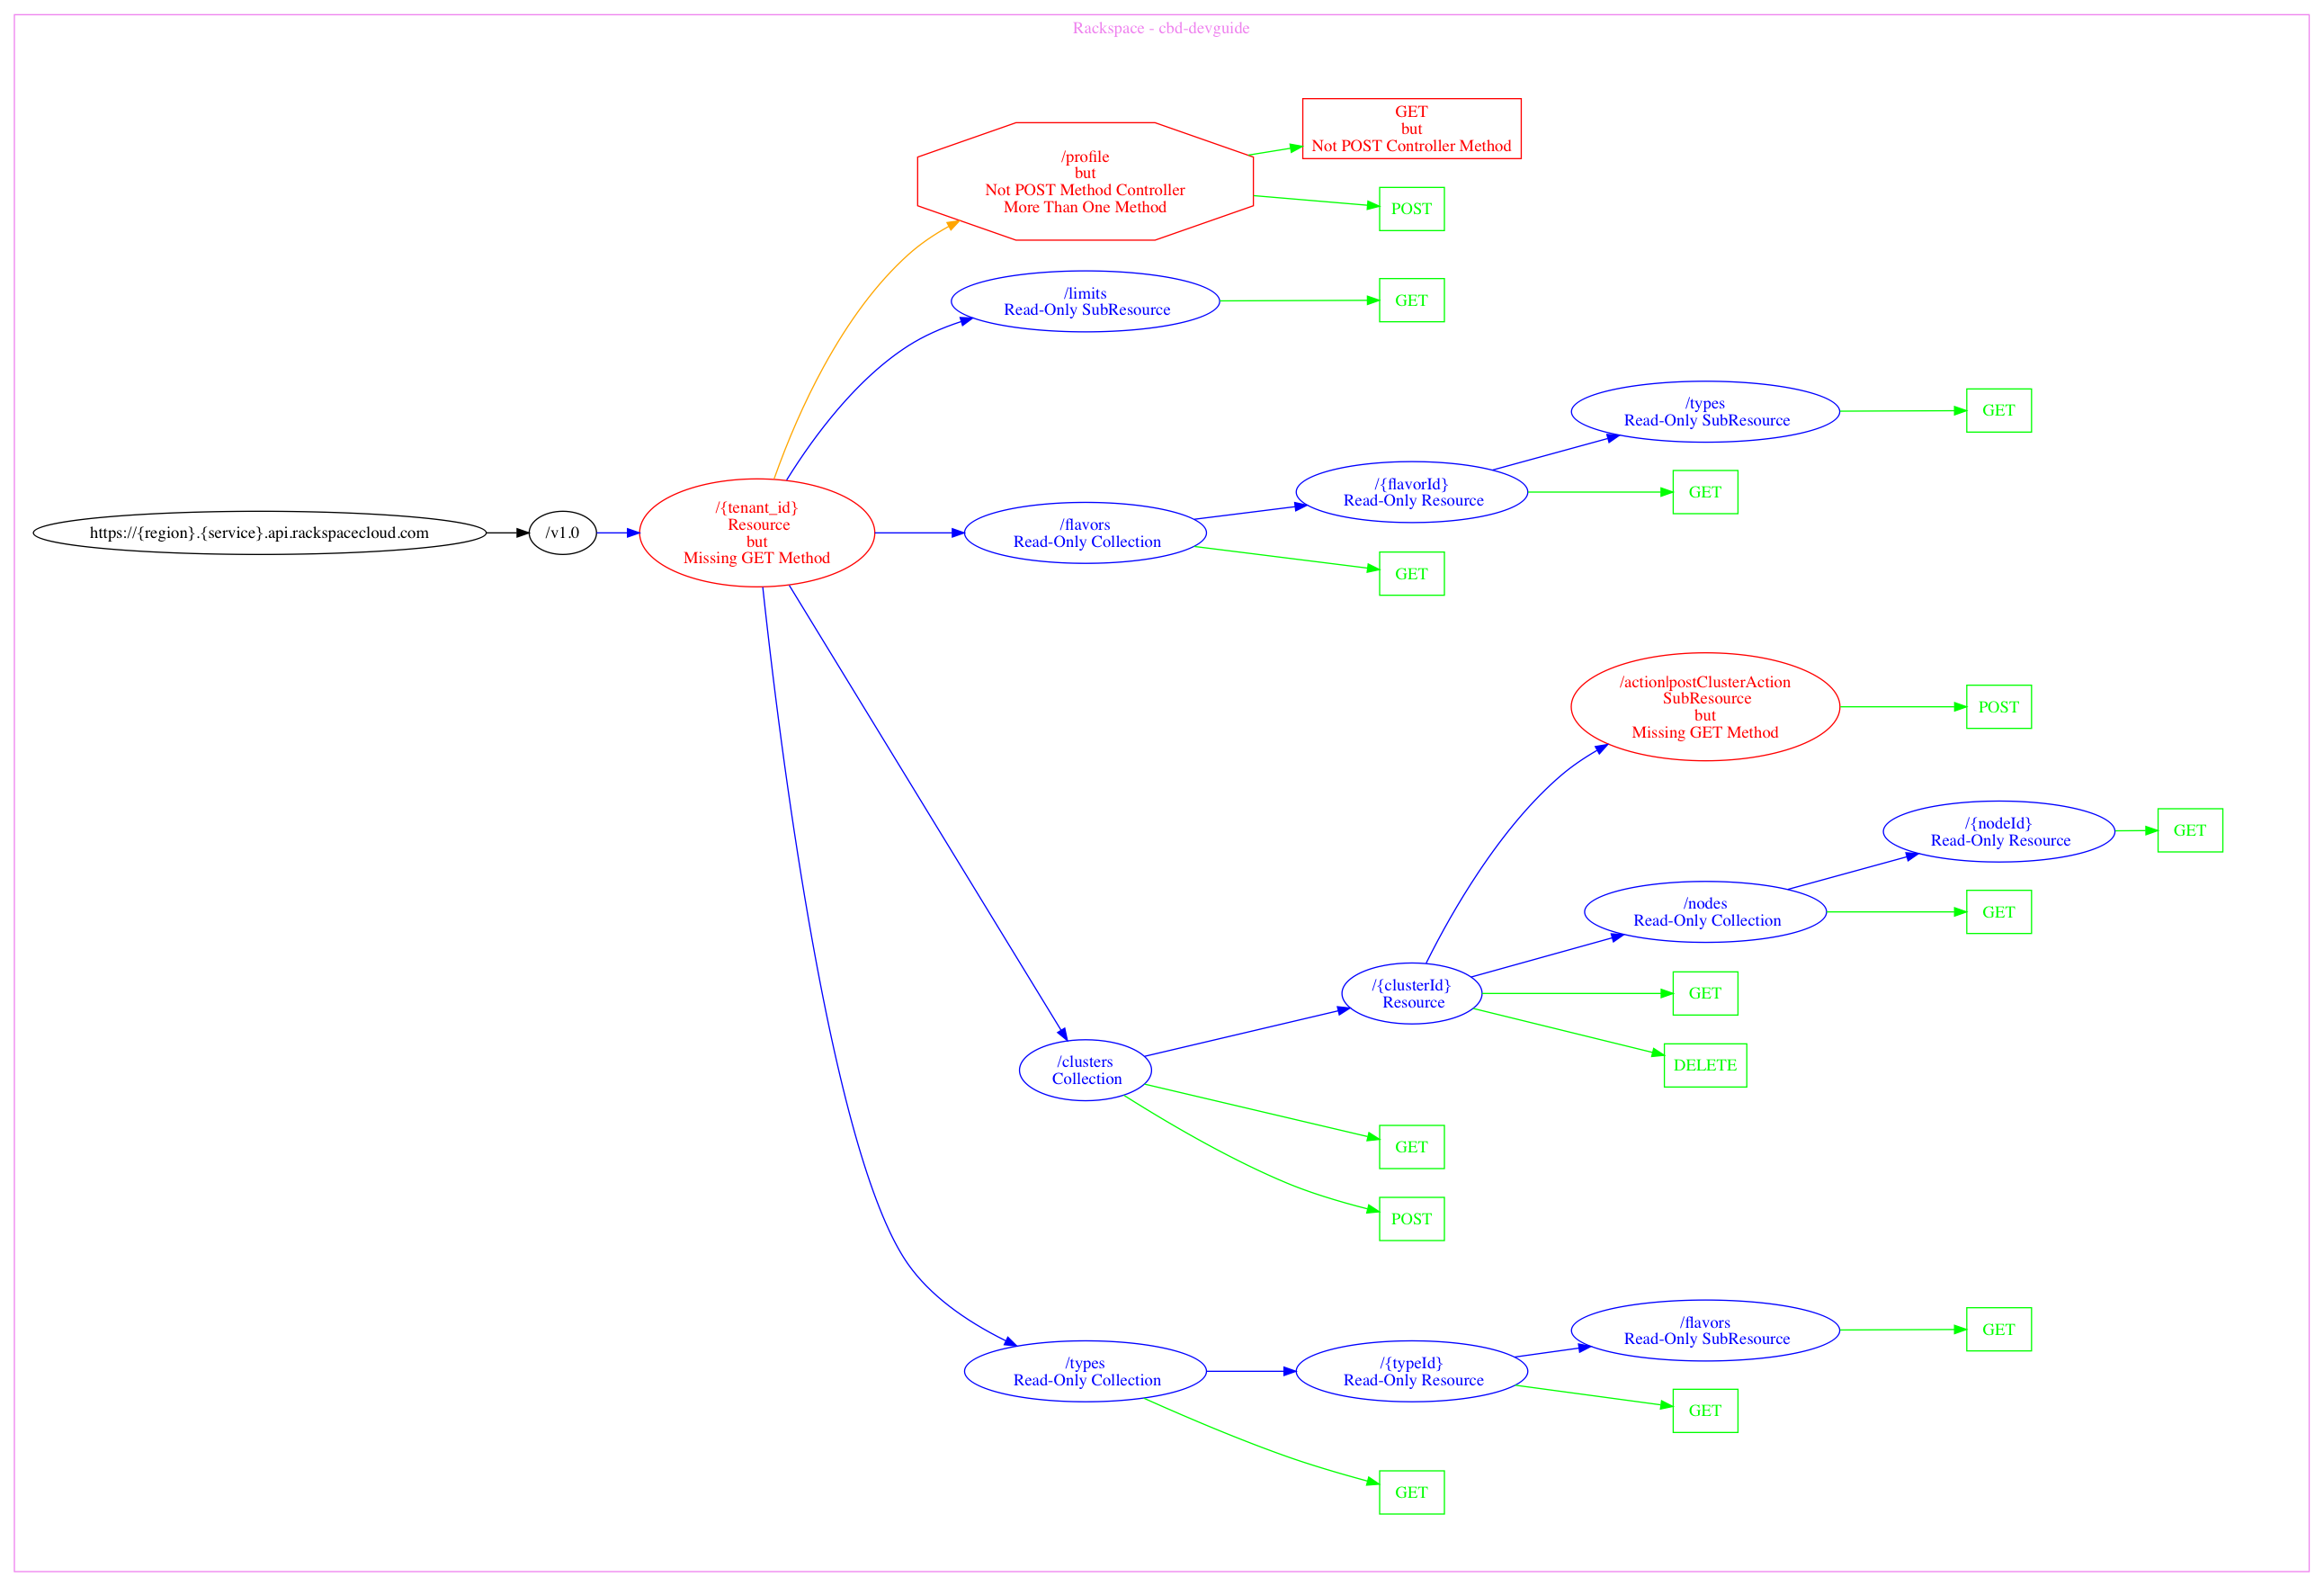 Rackspace - cbd-devguide
GET
but
Not POST Controller Method
/profile
but
Not POST Method Controller
More Than One Method
POST
/limits
Read-Only SubResource
GET
/types
Read-Only SubResource
GET
/{flavorId}
Read-Only Resource
GET
https://{region}.{service}.api.rackspacecloud.com
/v1.0
/{tenant_id}
Resource
but
Missing GET Method
/flavors
Read-Only Collection
GET
/action|postClusterAction
SubResource
but
Missing GET Method
POST
/{nodeId}
Read-Only Resource
GET
/nodes
Read-Only Collection
GET
/{clusterId}
Resource
GET
DELETE
/clusters
Collection
GET
POST
/flavors
Read-Only SubResource
GET
/types
Read-Only Collection
/{typeId}
Read-Only Resource
GET
GET